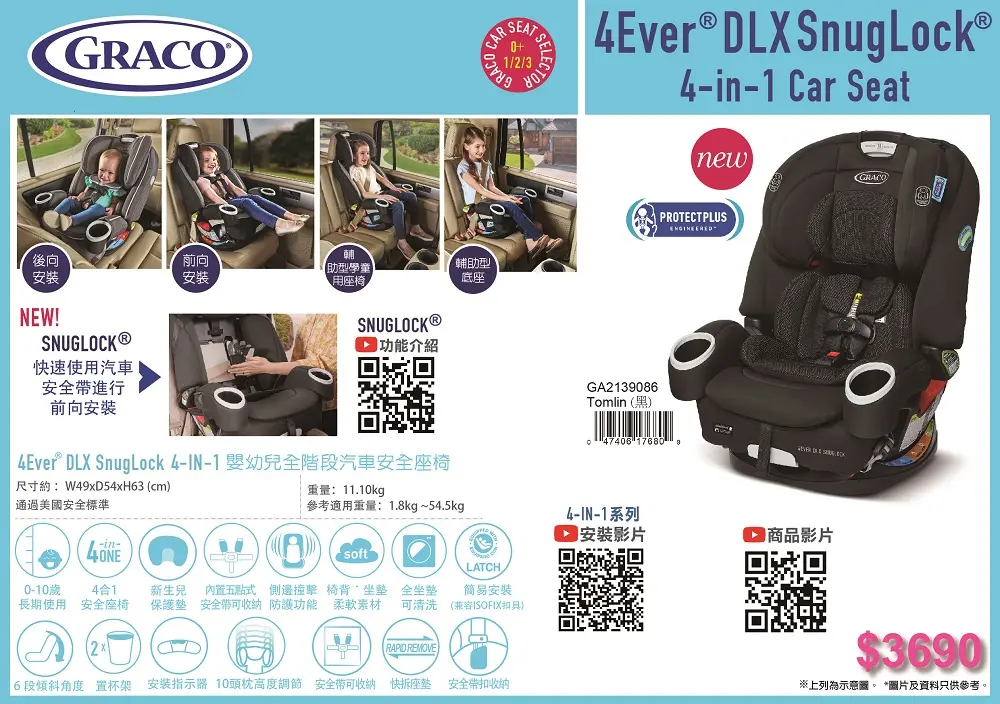 GRACO®
GRACO CAR SEAT SELECTOR
0+
1/2/3
4Ever® DLX SnugLock®
4-in-1 Car Seat
後向
安裝
前向
安裝
輔
助型學童
用座椅
輔助型
底座
new
PROTECTPLUS
ENGINEERED™
GRACO
NEW!
SNUGLOCK®
快速使用汽車
安全帶進行
前向安裝
SNUGLOCK®
功能介紹
GA2139086
Tomlin (黑)
0 47406 17680 9
4EVER DLX SNUGLOCK
4Ever® DLX SnugLock 4-IN-1 嬰幼兒全階段汽車安全座椅
尺寸約：W49xD54xH63 (cm)
通過美國安全標準
重量：11.10kg
參考適用重量：1.8kg ~54.5kg
4-IN-1系列
安裝影片
商品影片
4-in-ONE
soft
LATCH
0-10歲
長期使用
4合1
安全座椅
新生兒
保護墊
內置五點式
安全帶可收納
側邊撞擊
防護功能
椅背、坐墊
柔軟素材
全坐墊
可清洗
簡易安裝
(兼容ISOFIX扣具)
2x
RAPID REMOVE
6 段傾斜角度
置杯架
安裝指示器
10頭枕高度調節
安全帶可收納
快拆座墊
安全帶扣收納
$3690
※上列為示意圖。 *圖片及資料只供參考。